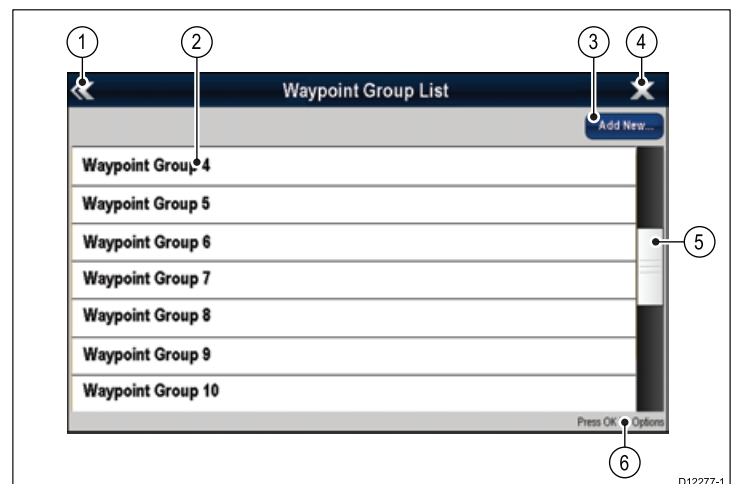 1 2 3 4
Waypoint Group List
Add New...
Waypoint Group 4
Waypoint Group 5
Waypoint Group 6
5
Waypoint Group 7
Waypoint Group 8
Waypoint Group 9
Waypoint Group 10
Press OK Options
6
D12277-1